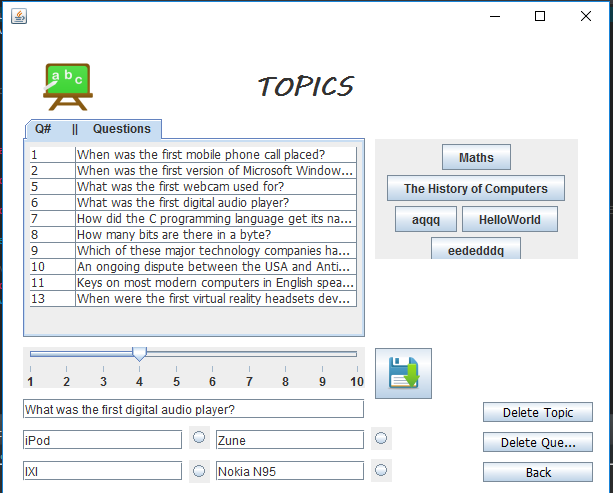 a b c
TOPICS
Q# || Questions
1 When was the first mobile phone call placed?
2 When was the first version of Microsoft Window...
5 What was the first webcam used for?
6 What was the first digital audio player?
7 How did the C programming language get its na...
8 How many bits are there in a byte?
9 Which of these major technology companies ha...
10 An ongoing dispute between the USA and Anti...
11 Keys on most modern computers in English spea...
13 When were the first virtual reality headsets dev...
Maths
The History of Computers
aqqq HelloWorld
eededddq
1 2 3 4 5 6 7 8 9 10
What was the first digital audio player?
iPod Zune
IXI Nokia N95
Delete Topic
Delete Que...
Back